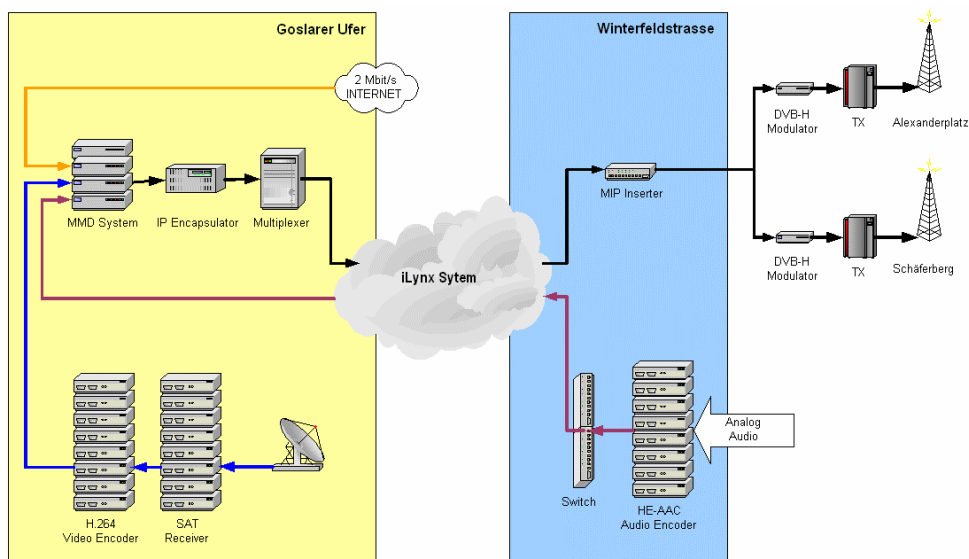 Goslarer Ufer
Winterfeldstrasse
2 Mbit/s
INTERNET
MMD System
IP Encapsulator
Multiplexer
iLynx Sytem
MIP Inserter
DVB-H
Modulator
TX
Alexanderplatz
DVB-H
Modulator
TX
Schäferberg
H.264
Video Encoder
SAT
Receiver
Switch
HE-AAC
Audio Encoder
Analog
Audio